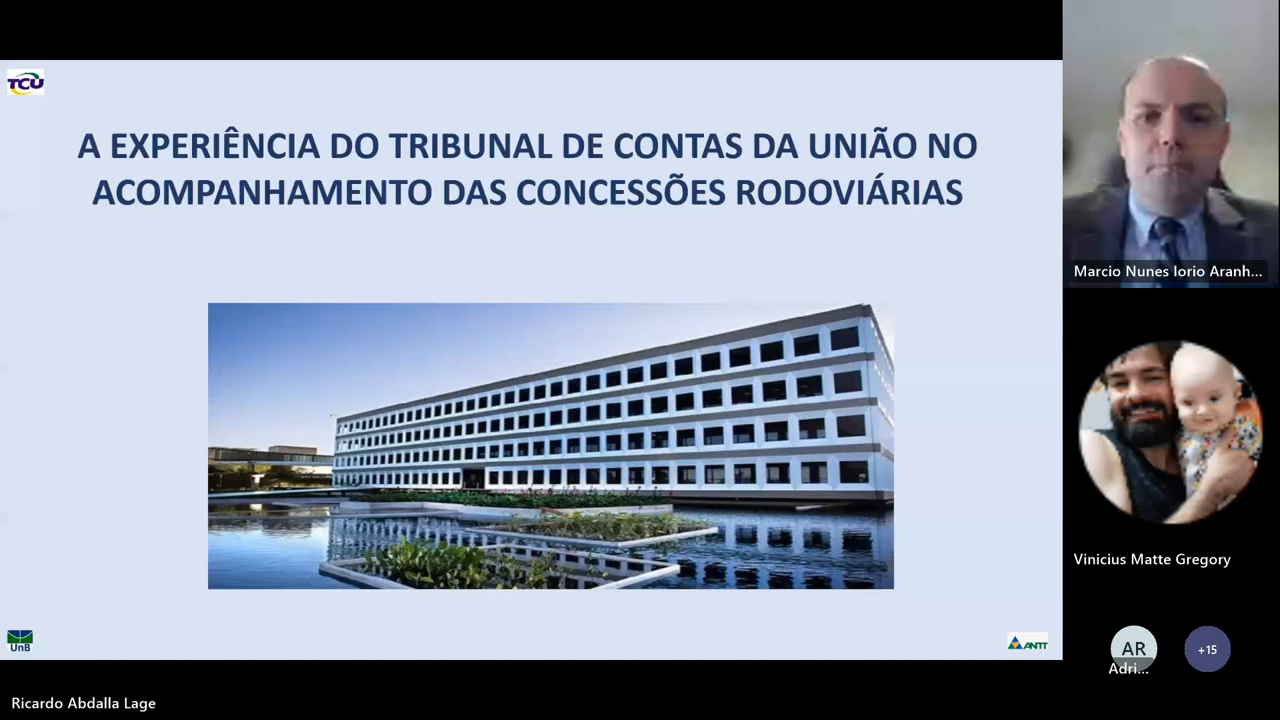 TCU
A EXPERIÊNCIA DO TRIBUNAL DE CONTAS DA UNIÃO NO
ACOMPANHAMENTO DAS CONCESSÕES RODOVIÁRIAS
UnB
ANTT
Ricardo Abdalla Lage
Marcio Nunes Iorio Aranh...
Vinicius Matte Gregory
AR
Adri...
+15